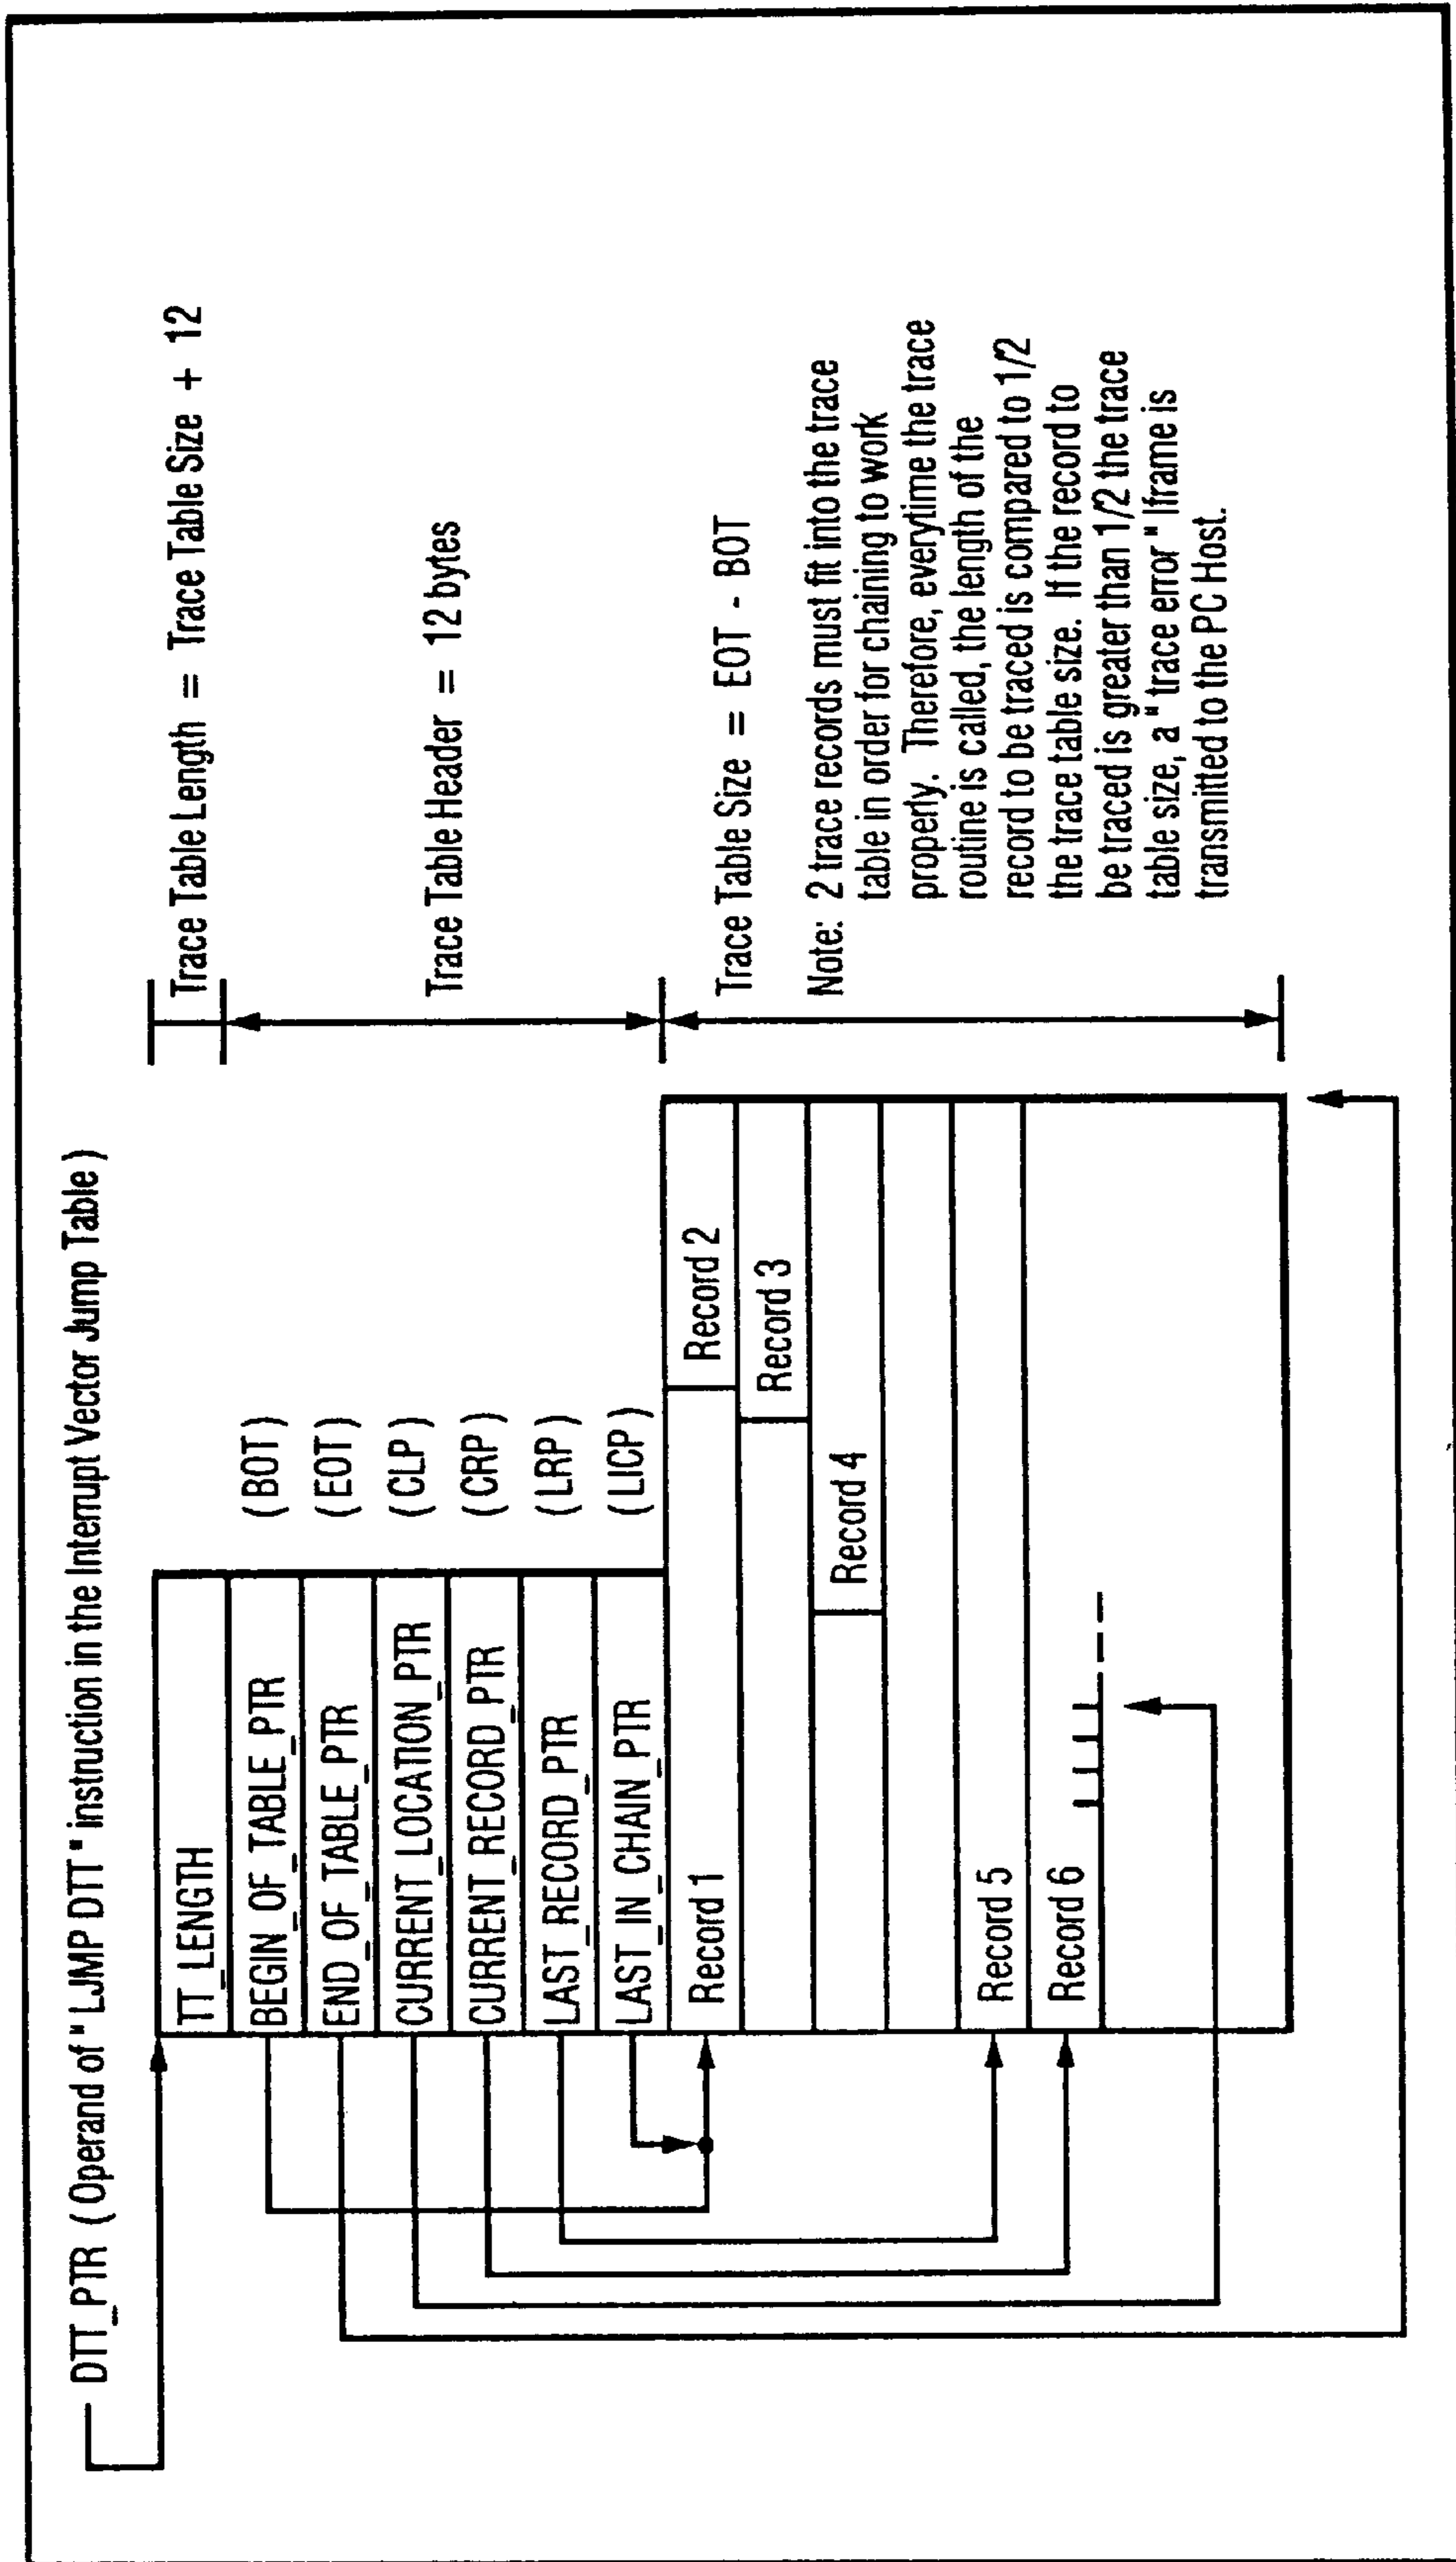 DTT_PTR ( Operand of " LJMP DTT " instruction in the Interrupt Vector Jump Table )
TT_LENGTH
BEGIN_OF_TABLE_PTR
(BOT)
END_OF_TABLE_PTR
(EOT)
CURRENT_LOCATION_PTR
(CLP)
CURRENT_RECORD_PTR
(CRP)
LAST_RECORD_PTR
(LRP)
LAST_IN_CHAIN_PTR
(LICP)
Record 1
Record 2
Record 3
Record 4
Record 5
Record 6
Trace Table Length = Trace Table Size + 12
Trace Table Header = 12 bytes
Trace Table Size = EOT - BOT
Note: 2 trace records must fit into the trace
table in order for chaining to work
properly. Therefore, everytime the trace
routine is called, the length of the
record to be traced is compared to 1/2
the trace table size. If the record to
be traced is greater than 1/2 the trace
table size, a " trace error " Iframe is
transmitted to the PC Host.